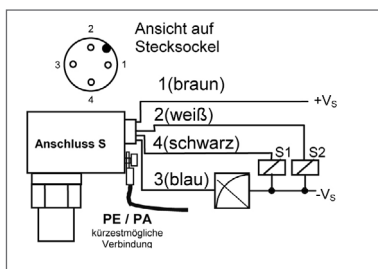 2
Ansicht auf
Stecksockel
3
1
4
1(braun)
+Vs
2(weiß)
Anschluss S
4(schwarz)
S1
S2
3(blau)
-Vs
PE / PA
kürzestmögliche
Verbindung